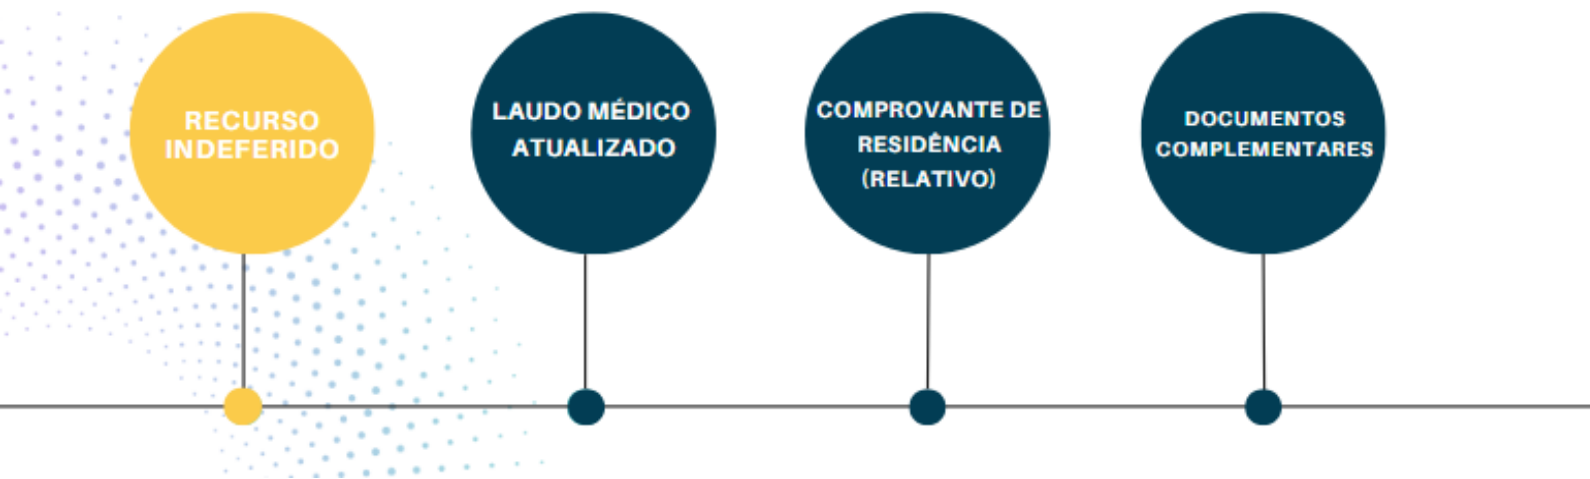 RECURSO
INDEFERIDO
LAUDO MÉDICO
ATUALIZADO
COMPROVANTE DE
RESIDÊNCIA
(RELATIVO)
DOCUMENTOS
COMPLEMENTARES